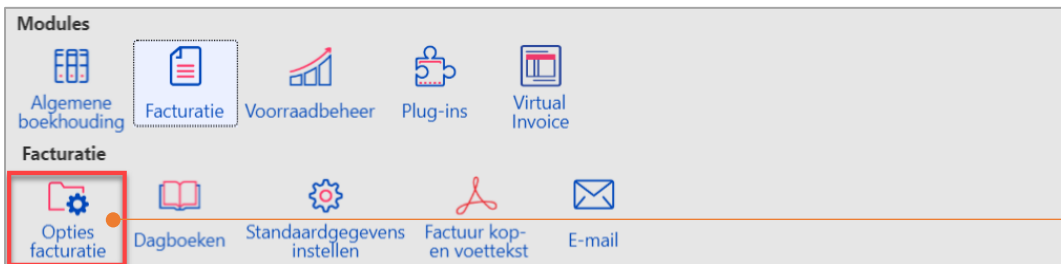 Modules
Algemene
boekhouding
Facturatie
Voorraadbeheer
Plug-ins
Virtual
Invoice
Facturatie
Opties
facturatie
Dagboeken
Standaardgegevens
instellen
Factuur kop-
en voettekst
E-mail